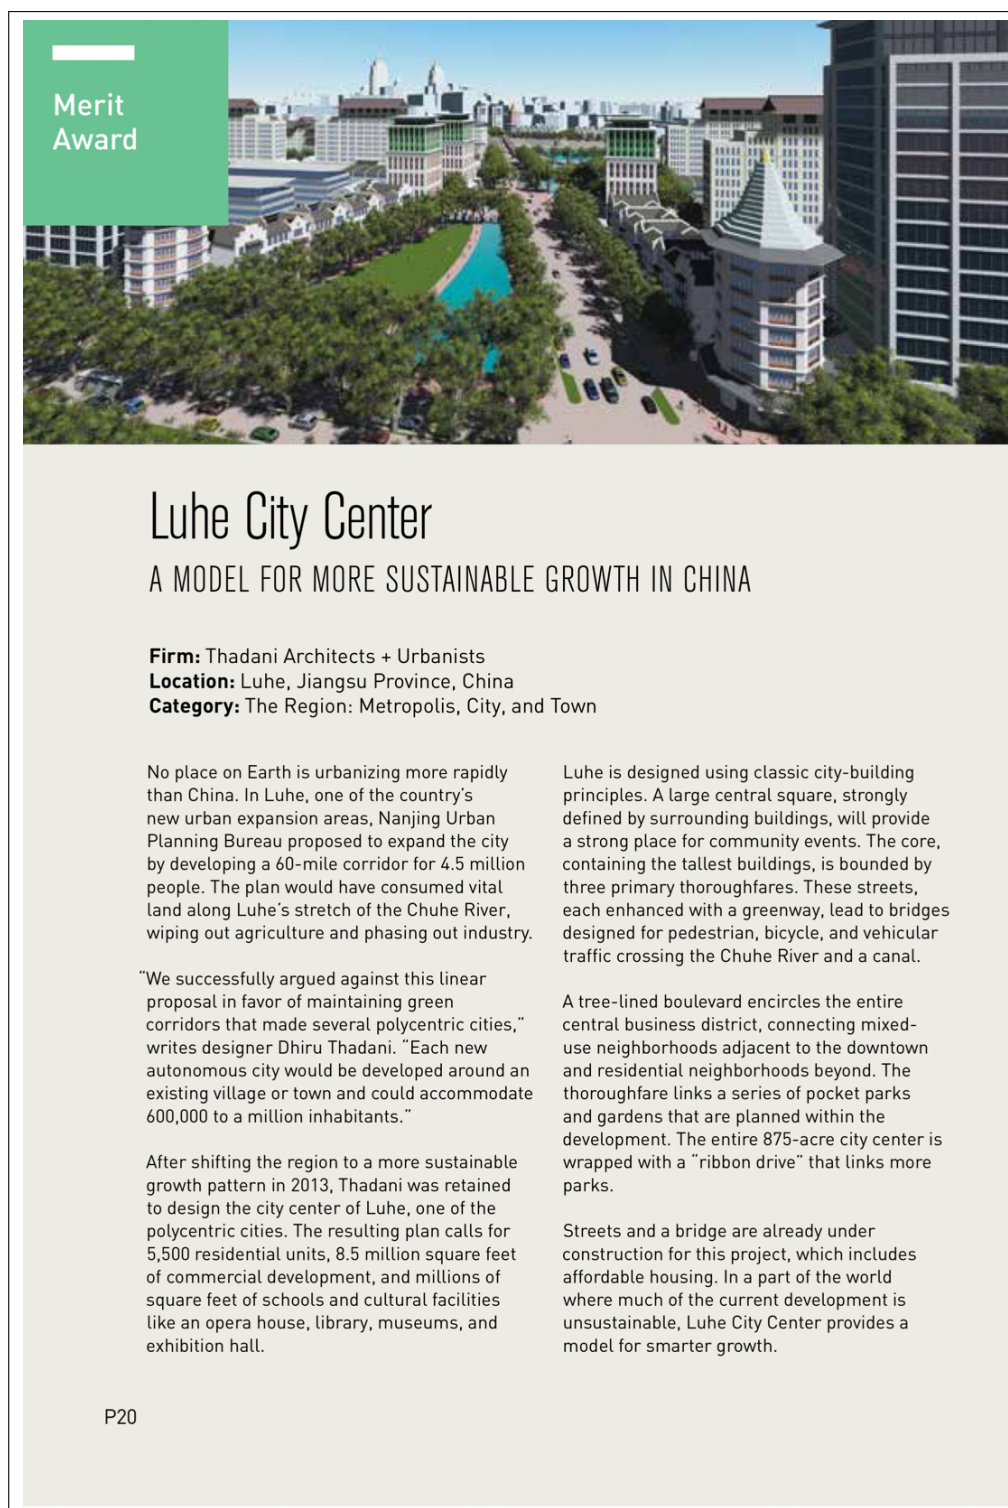 Merit
Award
Luhe City Center
A MODEL FOR MORE SUSTAINABLE GROWTH IN CHINA
Firm: Thadani Architects + Urbanists
Location: Luhe, Jiangsu Province, China
Category: The Region: Metropolis, City, and Town
No place on Earth is urbanizing more rapidly
than China. In Luhe, one of the country's
new urban expansion areas, Nanjing Urban
Planning Bureau proposed to expand the city
by developing a 60-mile corridor for 4.5 million
people. The plan would have consumed vital
land along Luhe's stretch of the Chuhe River,
wiping out agriculture and phasing out industry.
“We successfully argued against this linear
proposal in favor of maintaining green
corridors that made several polycentric cities,”
writes designer Dhiru Thadani. “Each new
autonomous city would be developed around an
existing village or town and could accommodate
600,000 to a million inhabitants.”
After shifting the region to a more sustainable
growth pattern in 2013, Thadani was retained
to design the city center of Luhe, one of the
polycentric cities. The resulting plan calls for
5,500 residential units, 8.5 million square feet
of commercial development, and millions of
square feet of schools and cultural facilities
like an opera house, library, museums, and
exhibition hall.
Luhe is designed using classic city-building
principles. A large central square, strongly
defined by surrounding buildings, will provide
a strong place for community events. The core,
containing the tallest buildings, is bounded by
three primary thoroughfares. These streets,
each enhanced with a greenway, lead to bridges
designed for pedestrian, bicycle, and vehicular
traffic crossing the Chuhe River and a canal.
A tree-lined boulevard encircles the entire
central business district, connecting mixed-
use neighborhoods adjacent to the downtown
and residential neighborhoods beyond. The
thoroughfare links a series of pocket parks
and gardens that are planned within the
development. The entire 875-acre city center is
wrapped with a “ribbon drive” that links more
parks.
Streets and a bridge are already under
construction for this project, which includes
affordable housing. In a part of the world
where much of the current development is
unsustainable, Luhe City Center provides a
model for smarter growth.
P20